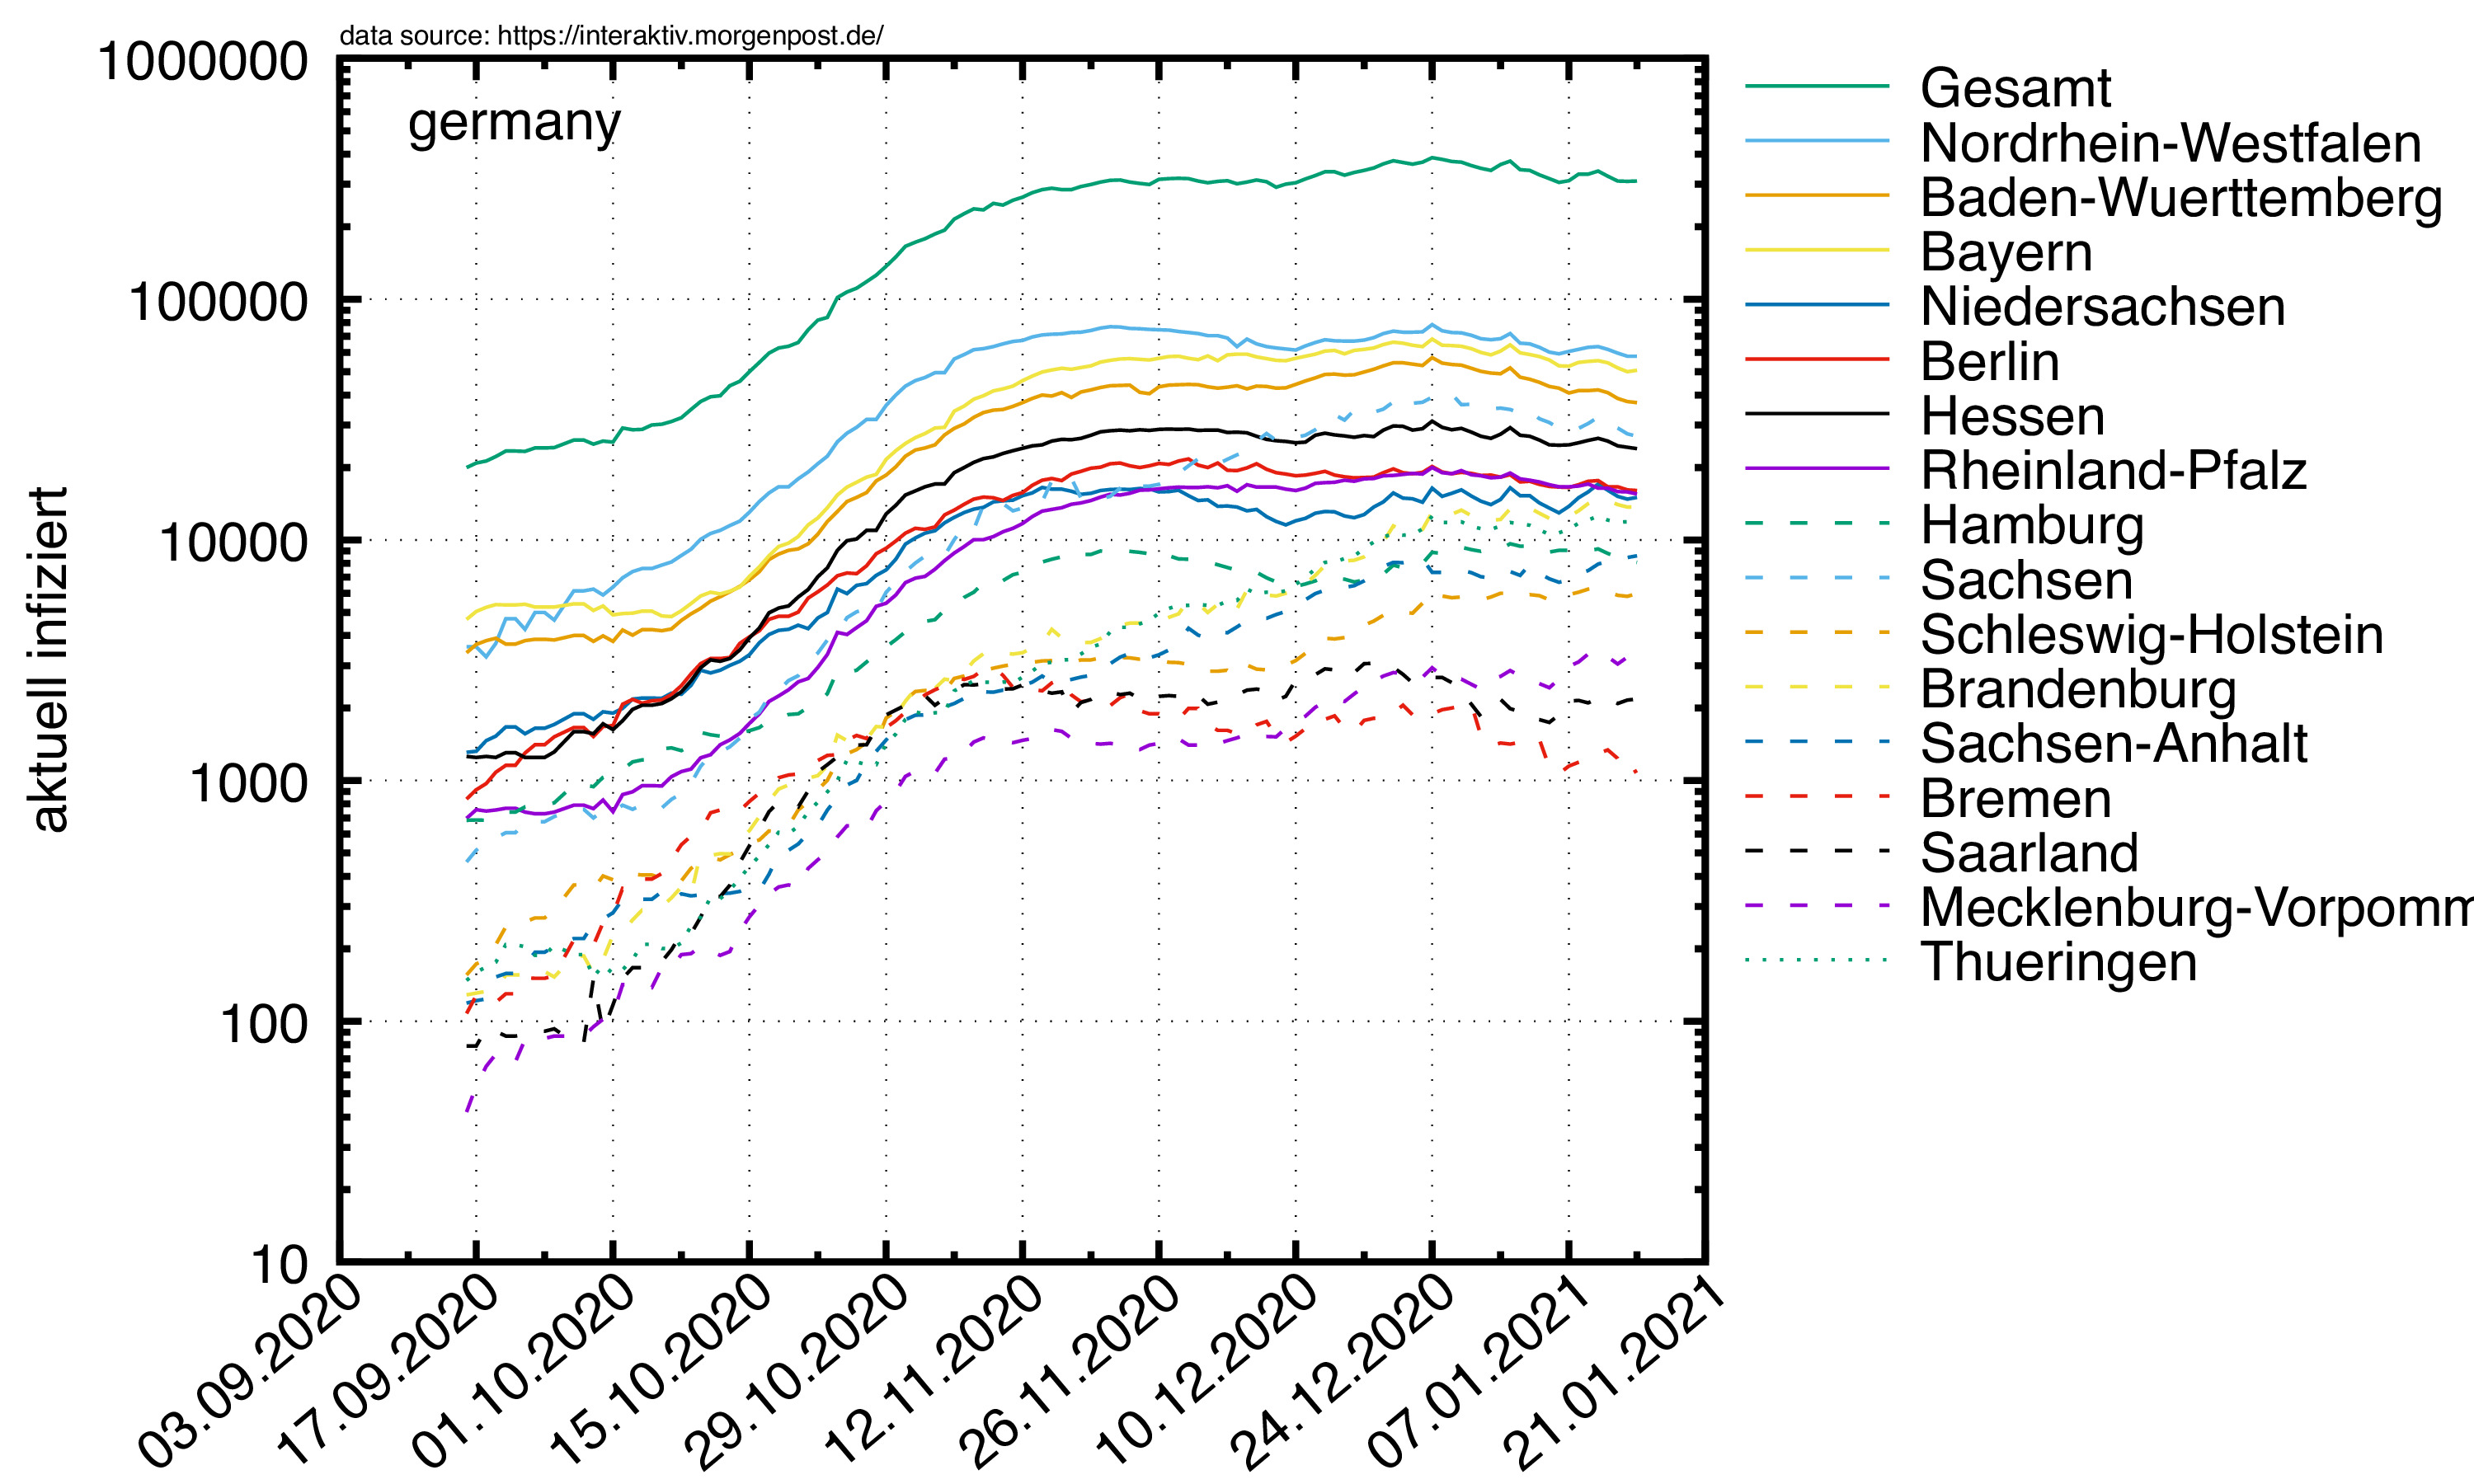 data source: https://interaktiv.morgenpost.de/
germany
aktuell infiziert
1000000
100000
10000
1000
100
10
03.09.2020
17.09.2020
01.10.2020
15.10.2020
29.10.2020
12.11.2020
26.11.2020
10.12.2020
24.12.2020
07.01.2021
21.01.2021
Gesamt
Nordrhein-Westfalen
Baden-Wuerttemberg
Bayern
Niedersachsen
Berlin
Hessen
Rheinland-Pfalz
Hamburg
Sachsen
Schleswig-Holstein
Brandenburg
Sachsen-Anhalt
Bremen
Saarland
Mecklenburg-Vorpomm
Thueringen